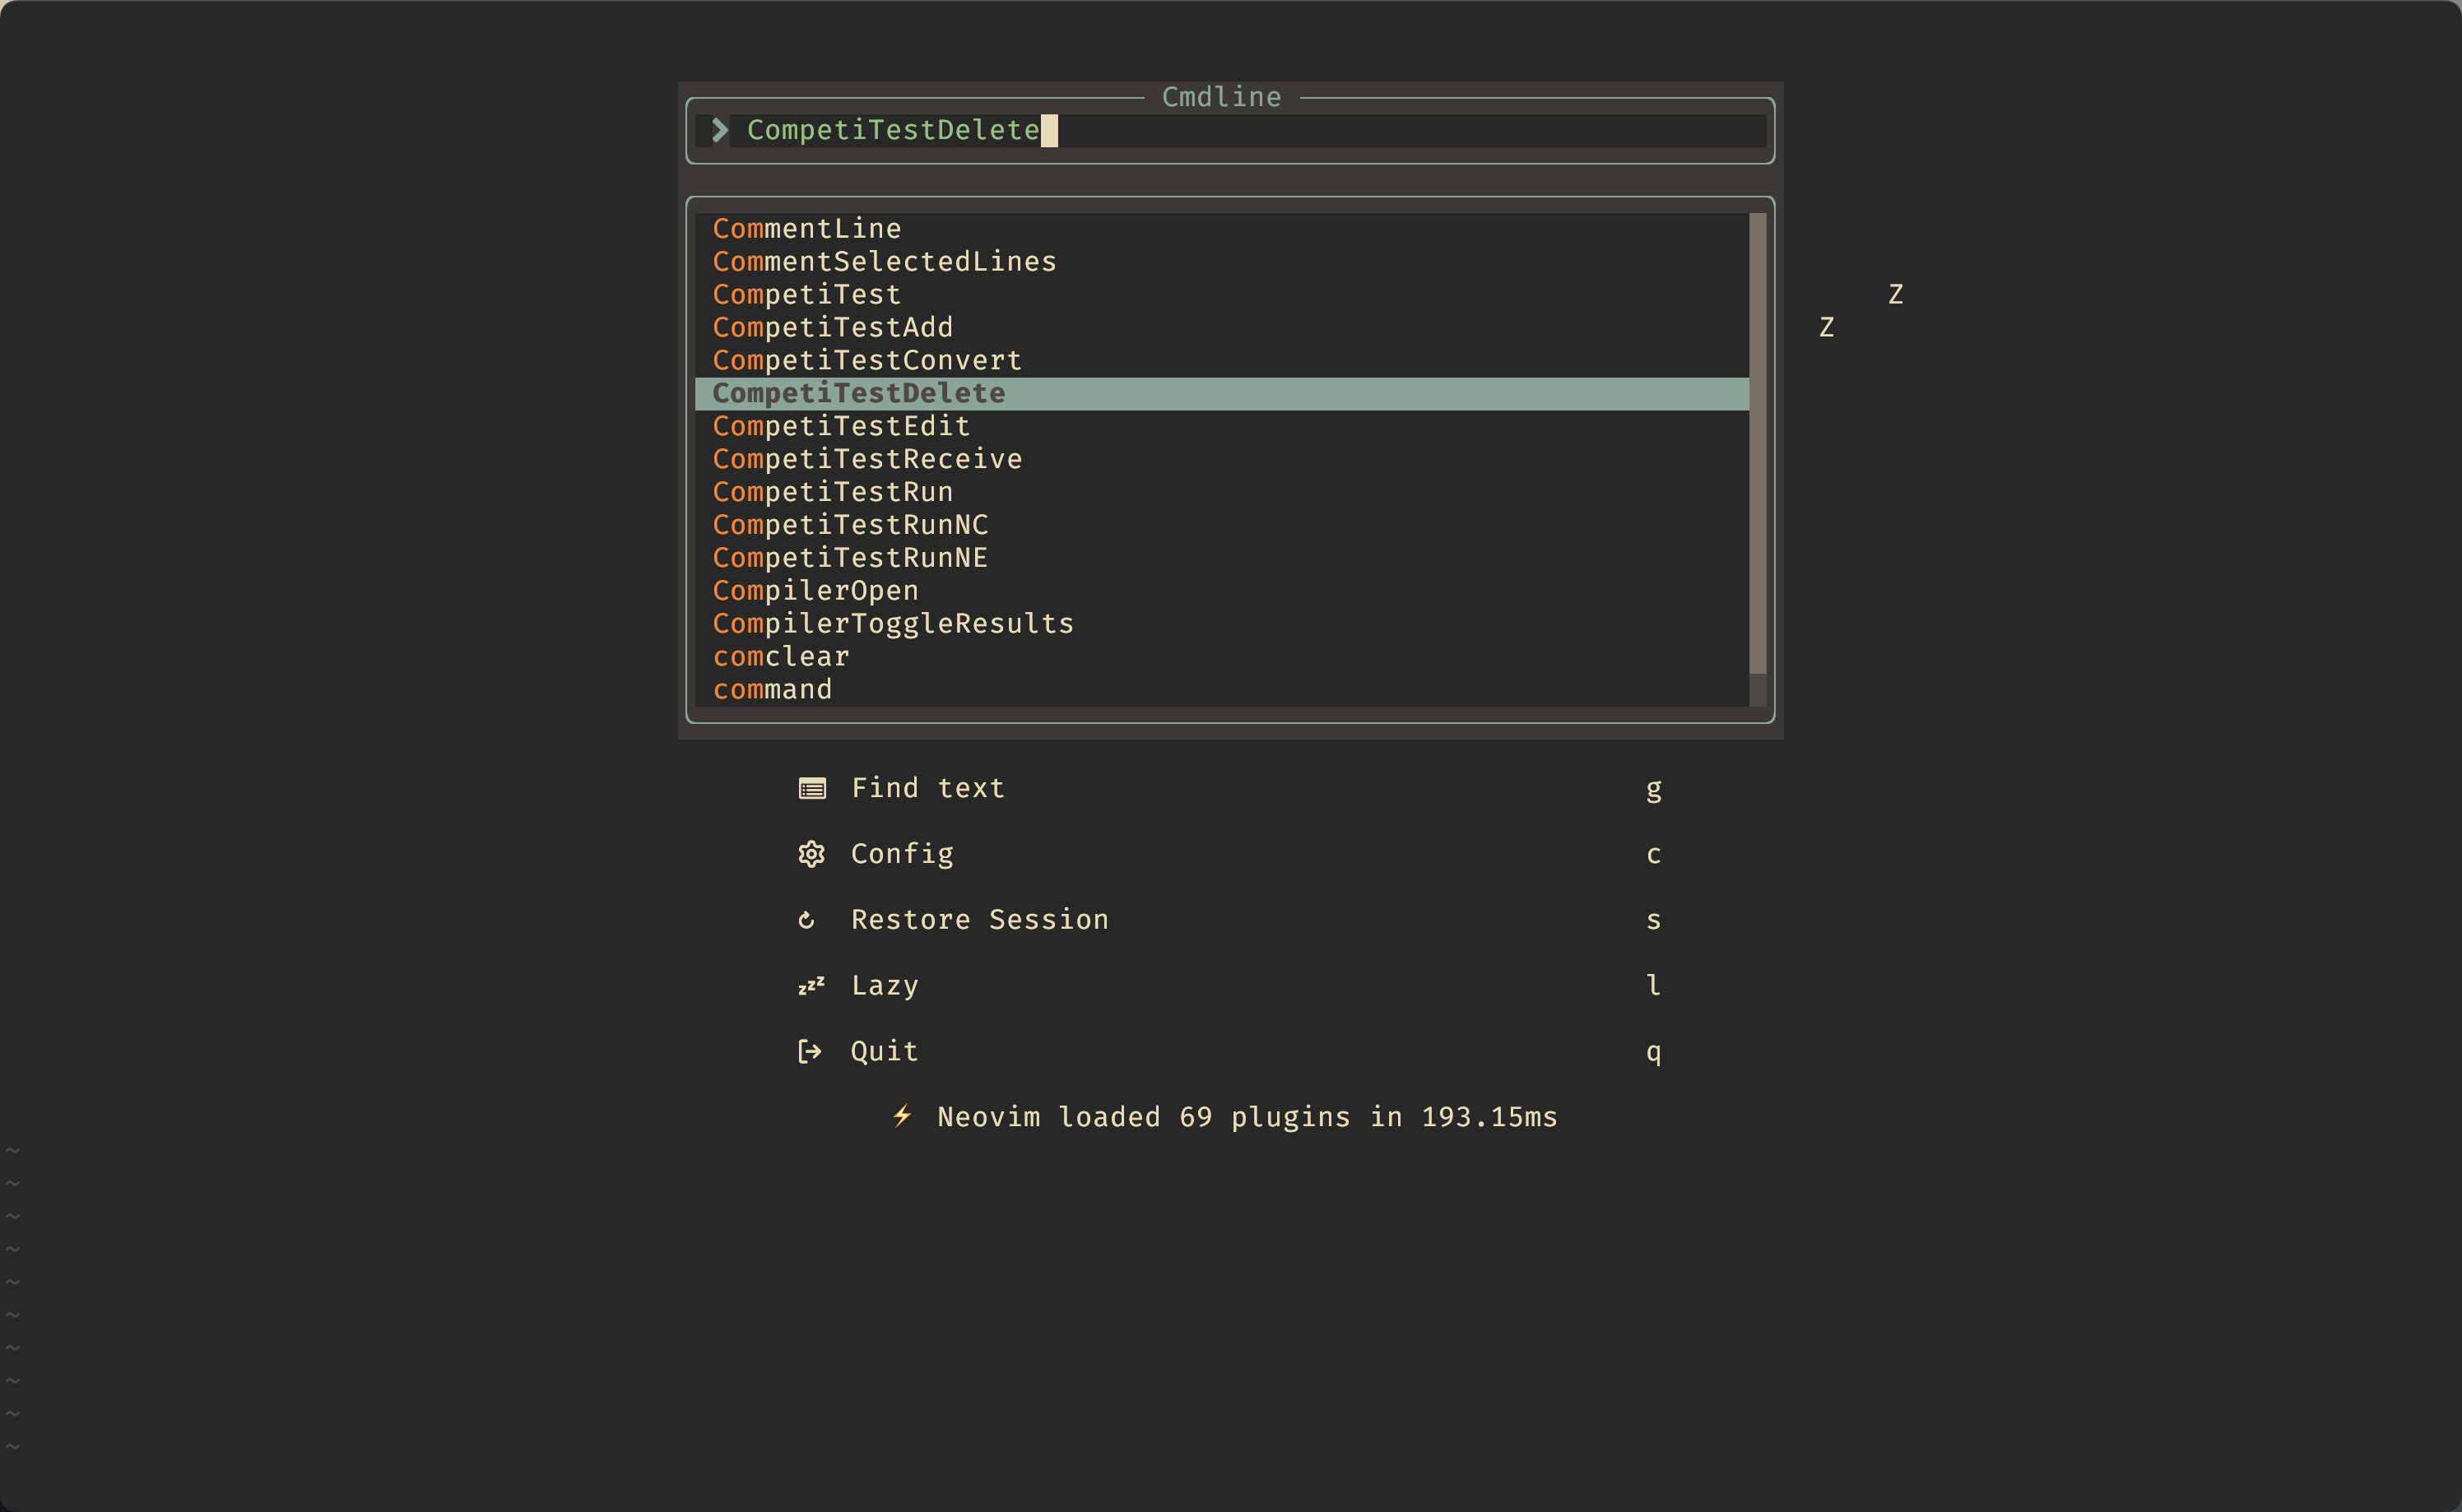 Cmdline
CompetiTestDelete
CommentLine
CommentSelectedLines
CompetiTest
Z
CompetiTestAdd
Z
CompetiTestConvert
CompetiTestDelete
CompetiTestEdit
CompetiTestReceive
CompetiTestRun
CompetiTestRunNC
CompetiTestRunNE
CompilerOpen
CompilerToggleResults
comclear
command
Find text g
Config c
Restore Session s
zzz Lazy l
Quit q
⚡ Neovim loaded 69 plugins in 193.15ms
~
~
~
~
~
~
~
~
~
~